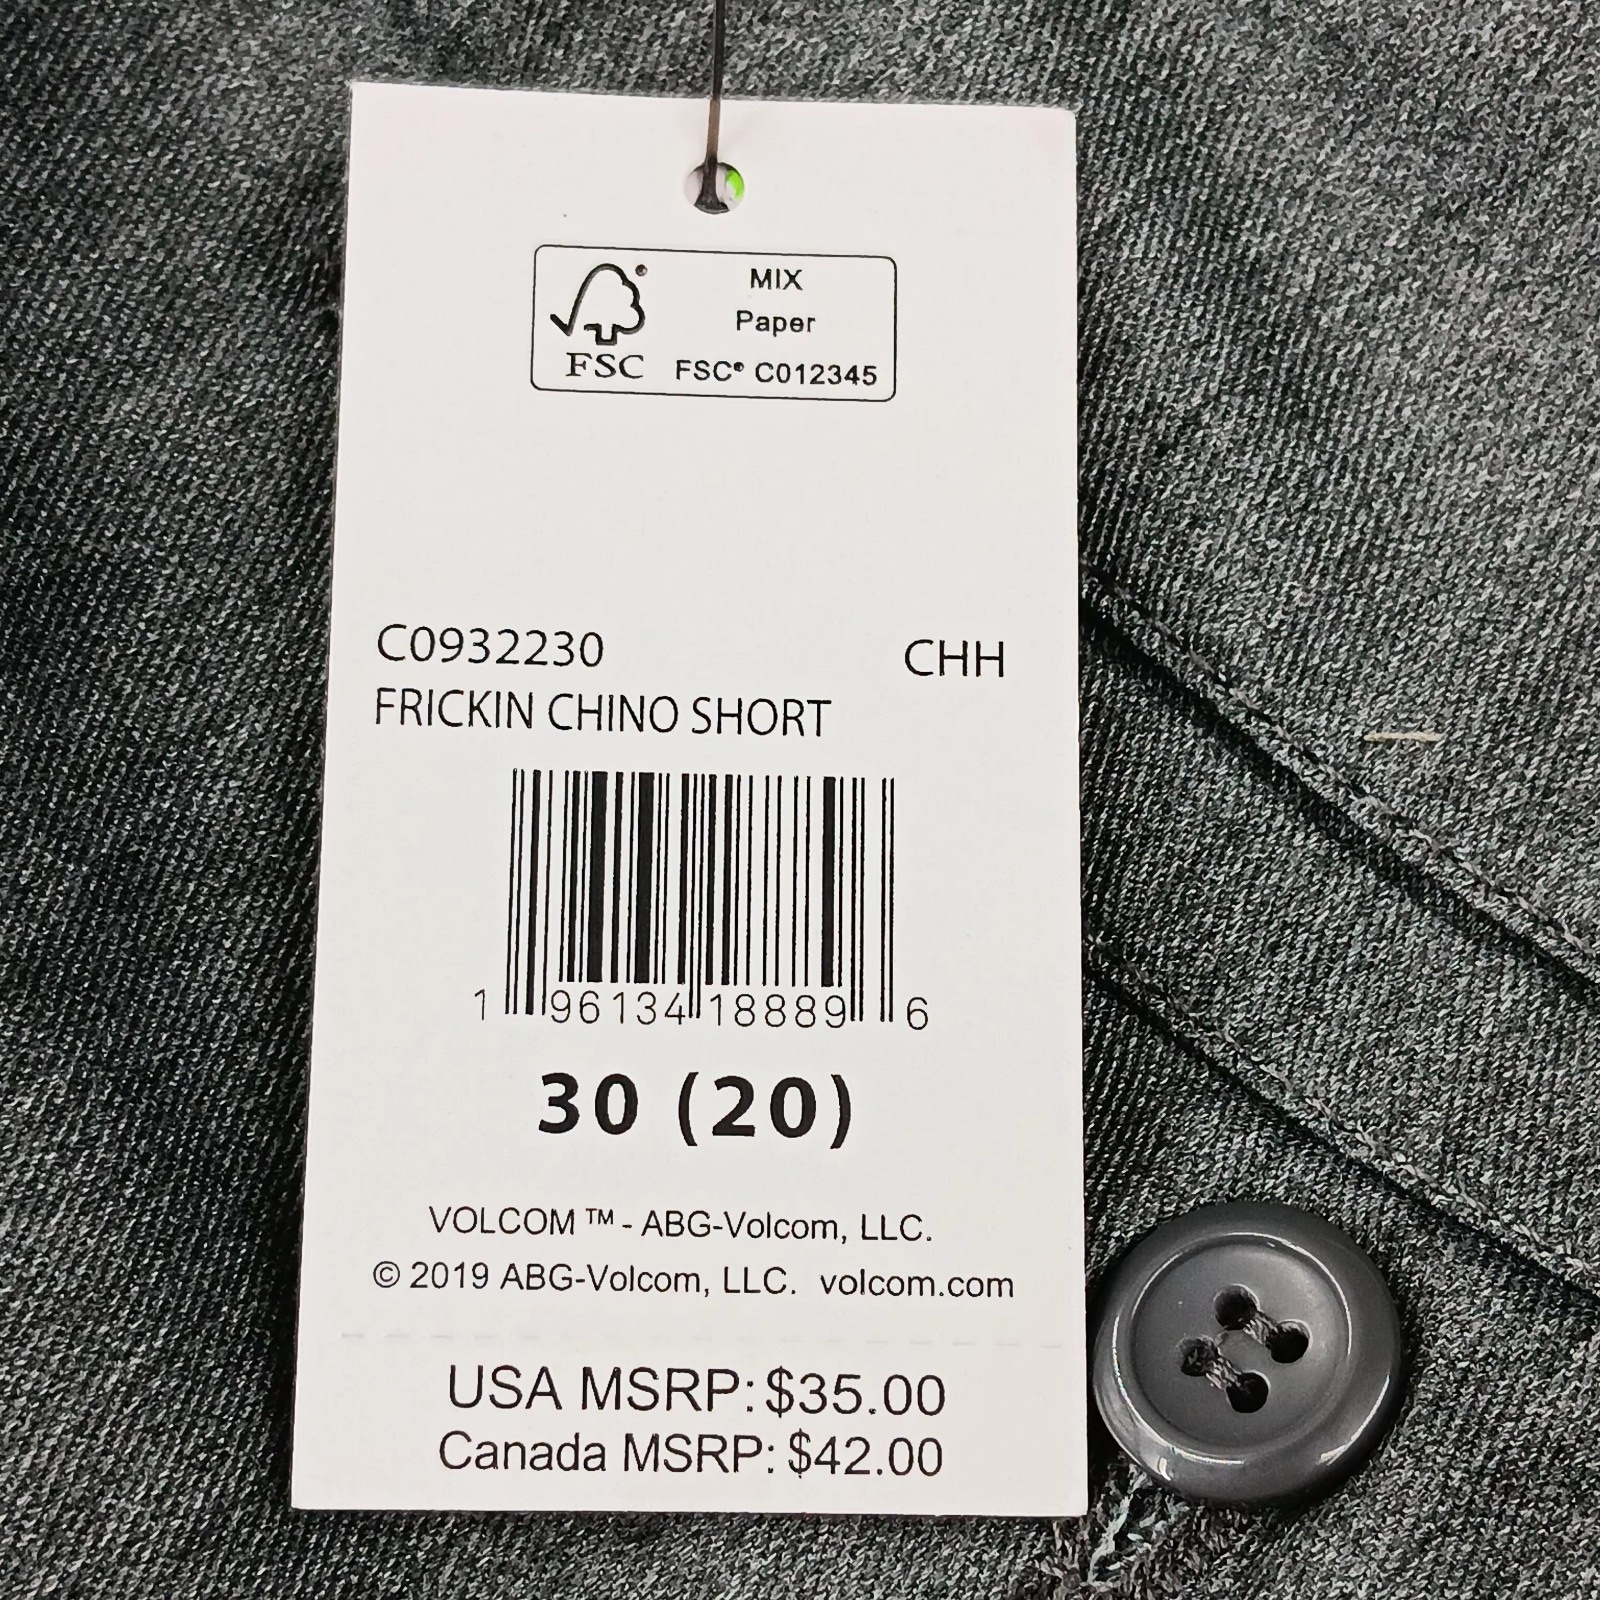 MIX
Paper
FSC FSC® C012345
C0932230 CHH
FRICKIN CHINO SHORT
1 96134 18889 6
30 (20)
VOLCOM ™ - ABG-Volcom, LLC.
© 2019 ABG-Volcom, LLC. volcom.com
USA MSRP: $35.00
Canada MSRP: $42.00